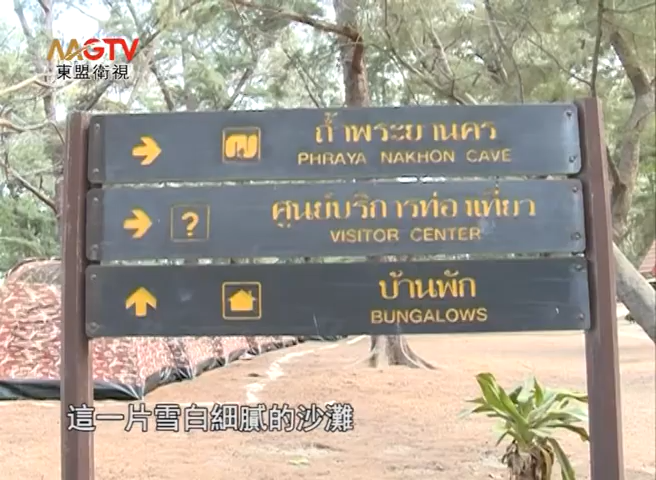 MAGTV
東盟衛視
ถ้ำพระยานคร
PHRAYA NAKHON CAVE
?
ศูนย์บริการท่องเที่ยว
VISITOR CENTER
บ้านพัก
BUNGALOWS
這一片雪白細膩的沙灘